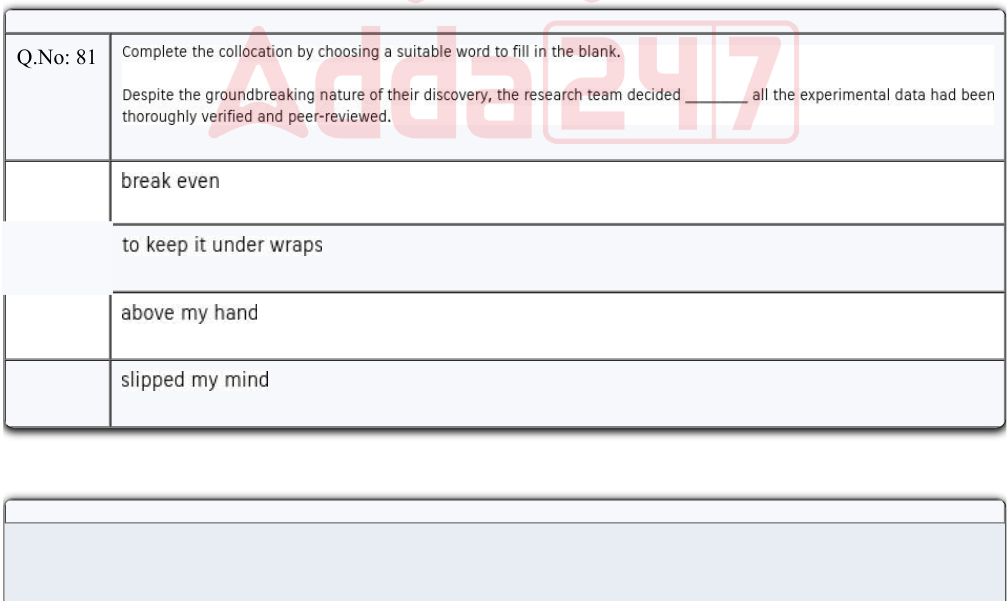 Q.No: 81
Complete the collocation by choosing a suitable word to fill in the blank.
Despite the groundbreaking nature of their discovery, the research team decided ________ all the experimental data had been
thoroughly verified and peer-reviewed.
Adda 247
break even
to keep it under wraps
above my hand
slipped my mind